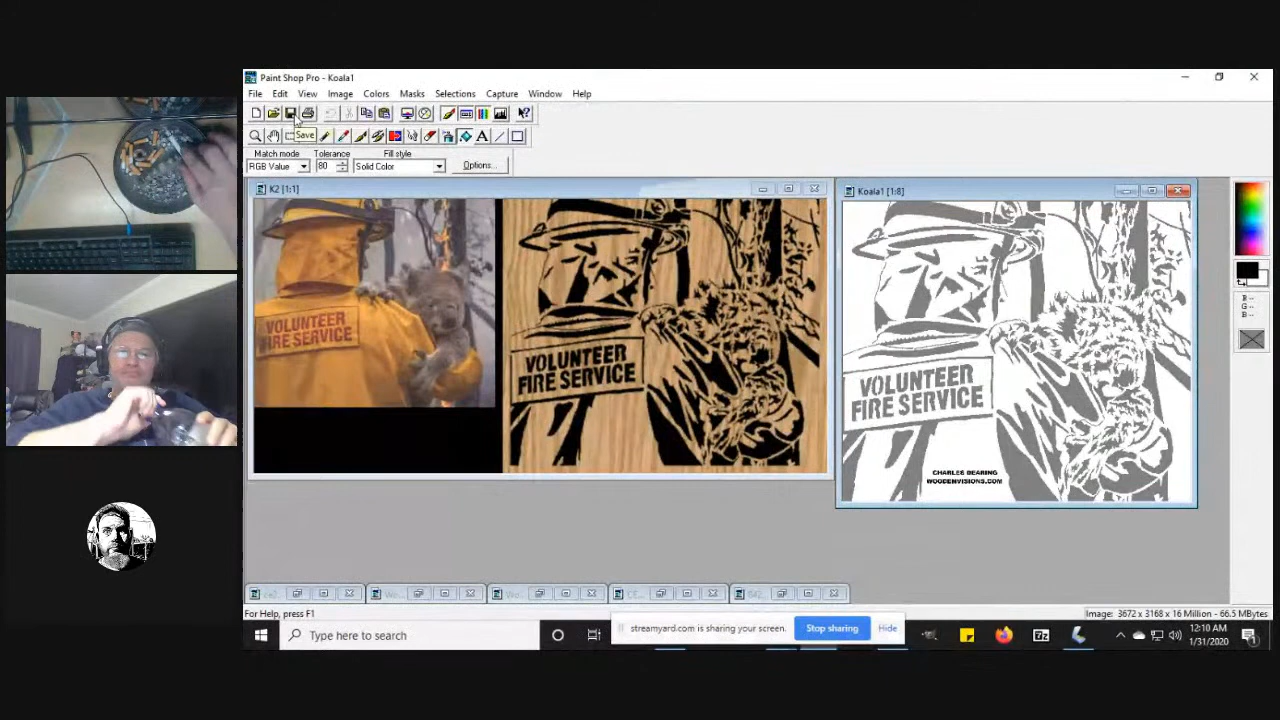 Paint Shop Pro - Koala1
File Edit View Image Colors Masks Selections Capture Window Help
Save
Match mode Tolerance Fill style
RGB Value 80 Solid Color Options...
K2 [1:1]
Koala1 [1:8]
VOLUNTEER
FIRE SERVICE
VOLUNTEER
FIRE SERVICE
VOLUNTEER
FIRE SERVICE
CHARLES DEARING
WOODENVISIONS.COM
R: --
G: --
B: --
For Help, press F1
Image: 3672 x 3168 x 16 Million - 66.5 MBytes
streamyard.com is sharing your screen.
Stop sharing
Hide
Type here to search
7z
12:10 AM
1/31/2020